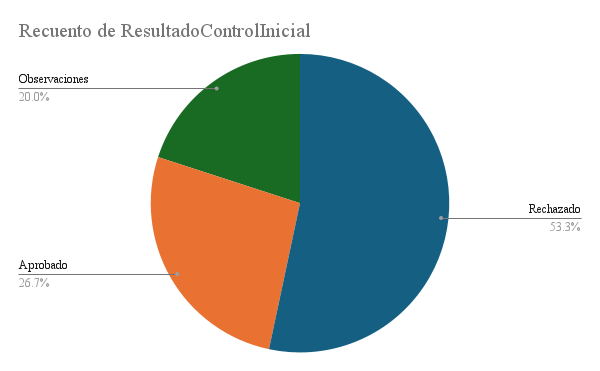 Recuento de ResultadoControlInicial
Observaciones
20.0%
Rechazado
53.3%
Aprobado
26.7%